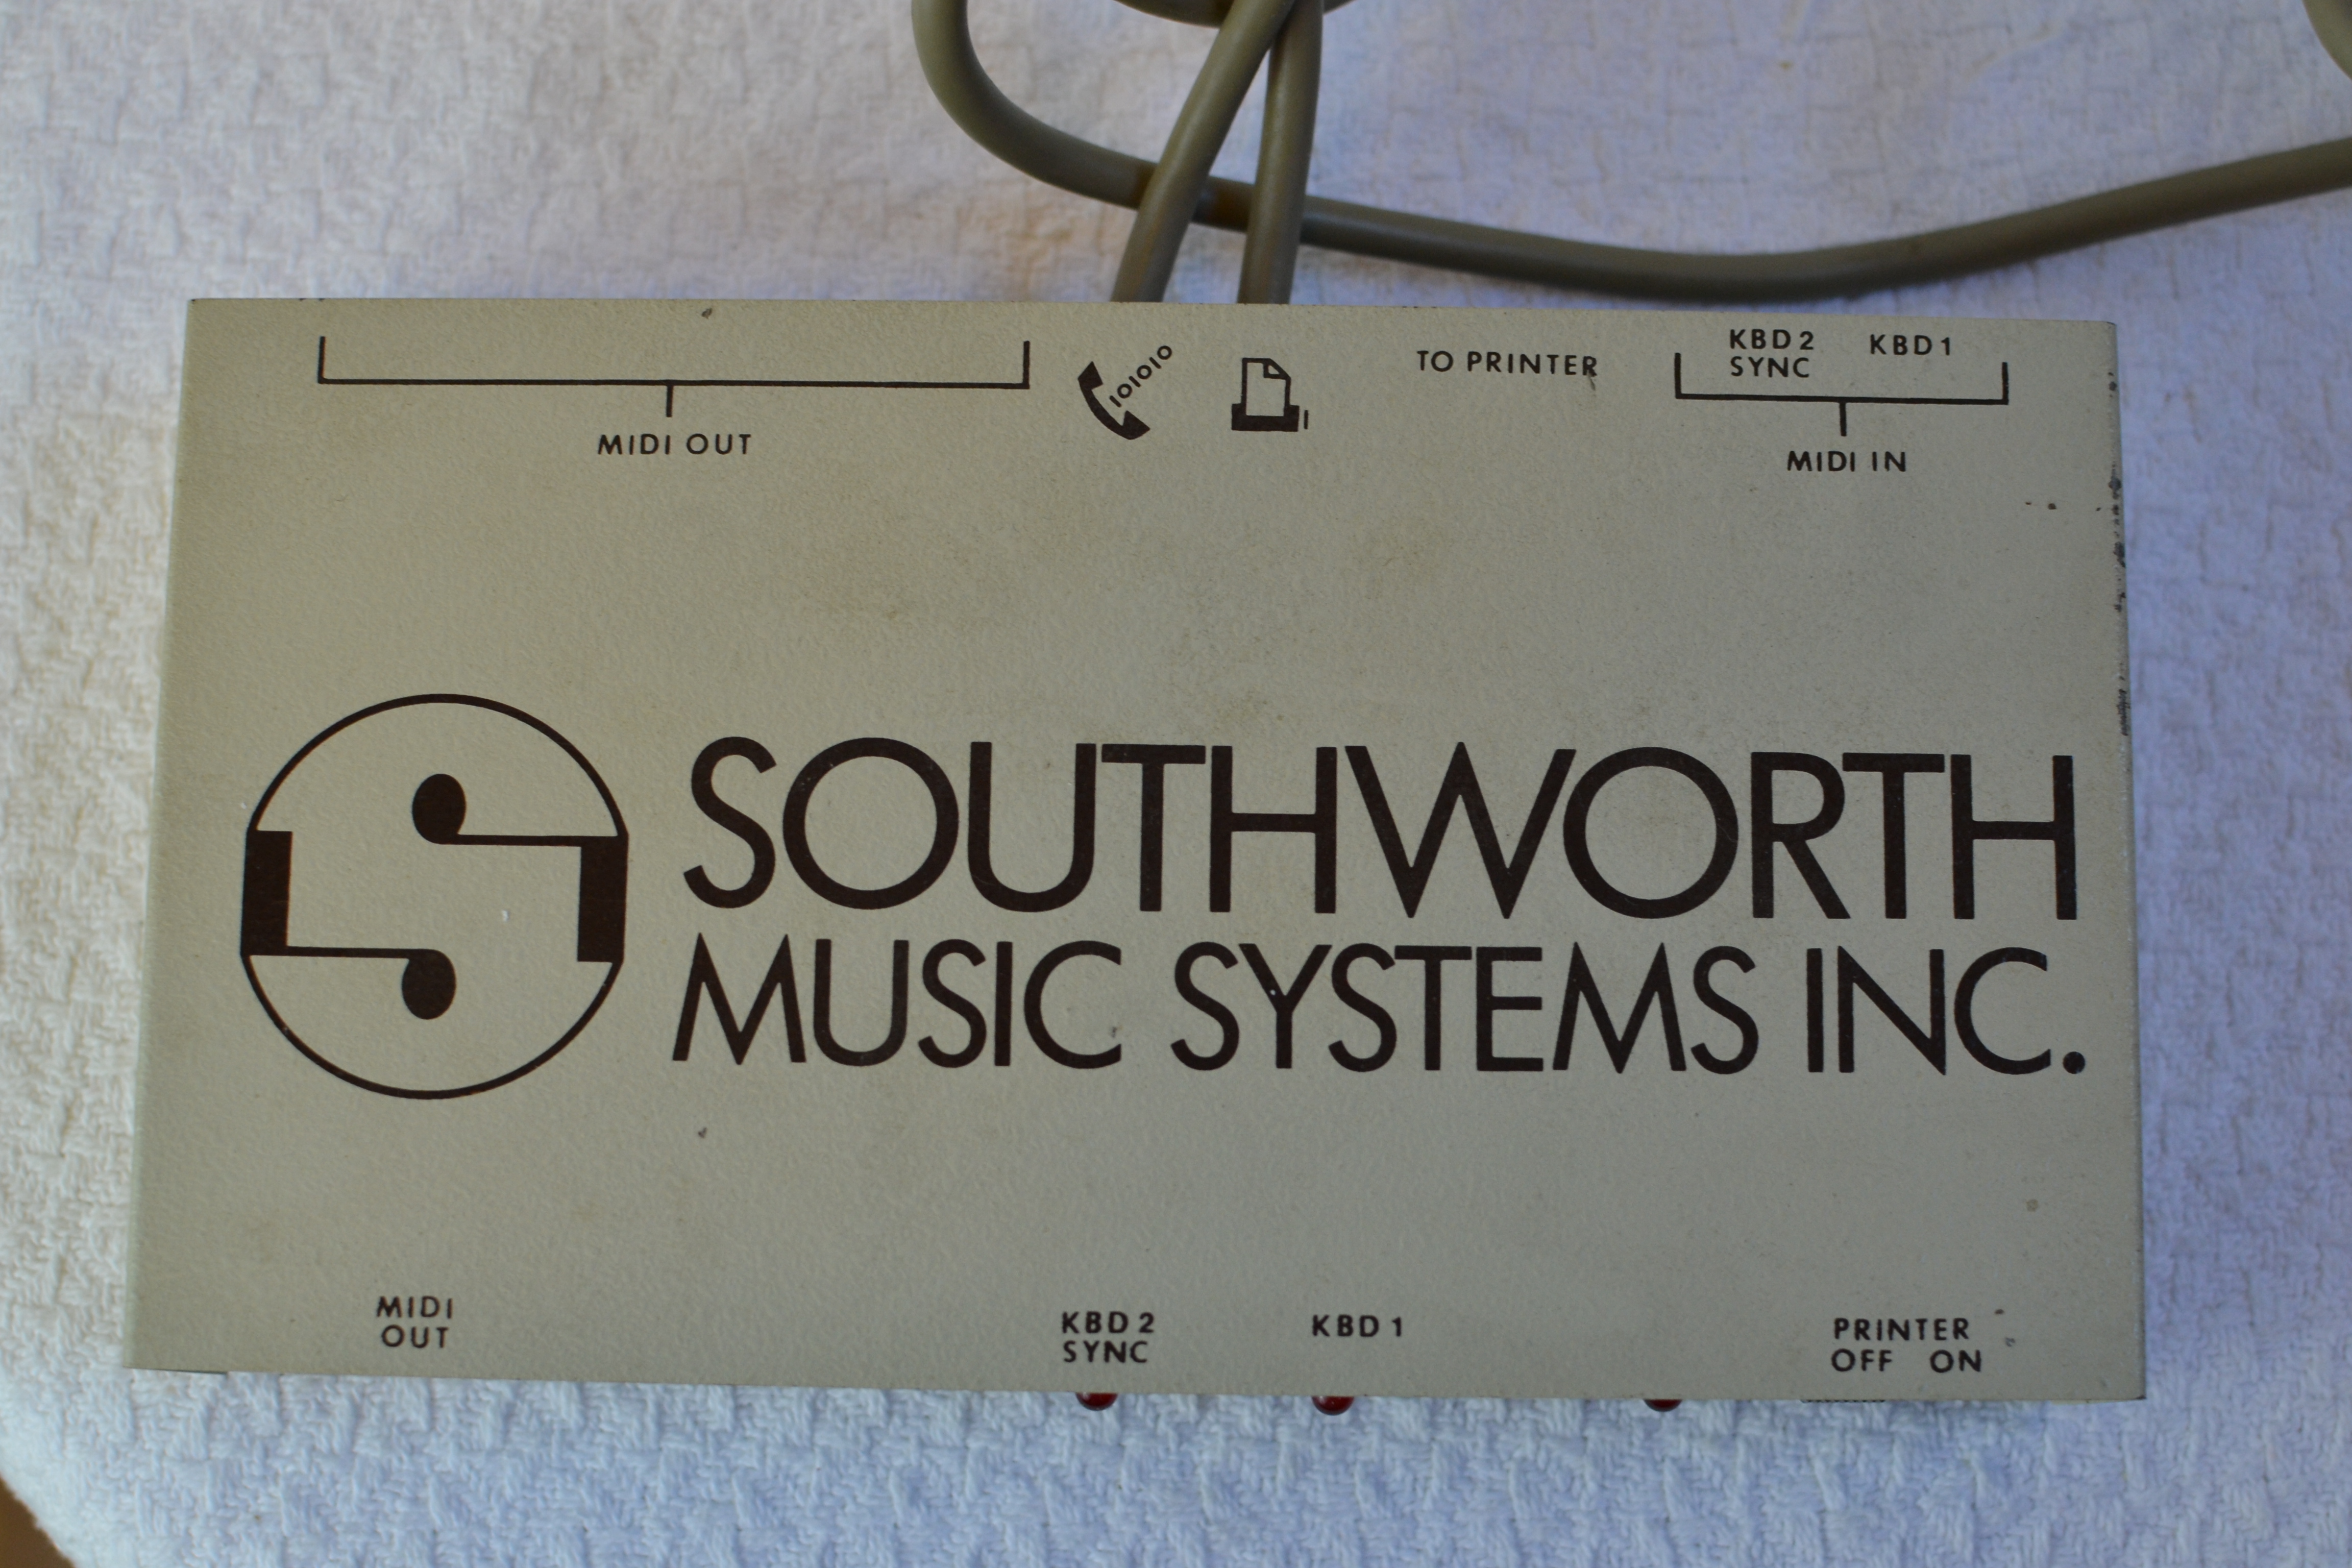 KBD 2 KBD 1
SYNC
TO PRINTER
101010
MIDI OUT
MIDI IN
SOUTHWORTH
MUSIC SYSTEMS INC.
MIDI
OUT
KBD 2
SYNC
KBD 1
PRINTER
OFF ON